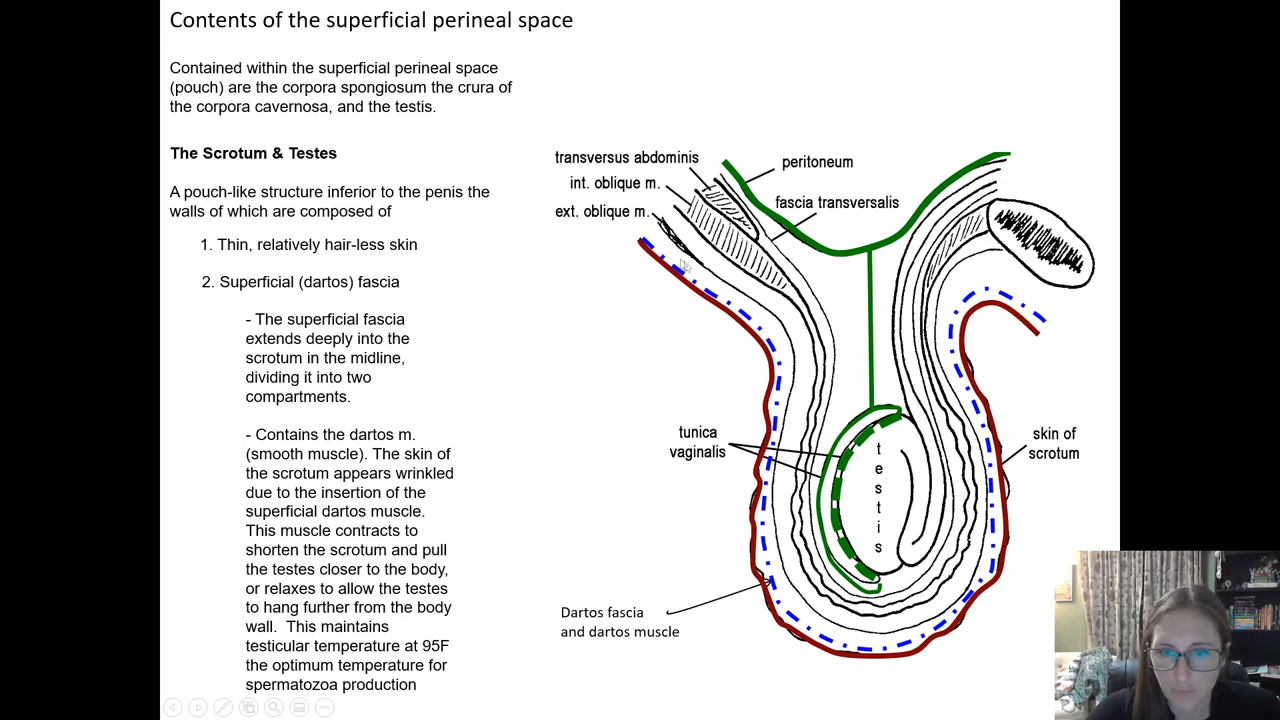 Contents of the superficial perineal space
Contained within the superficial perineal space
(pouch) are the corpora spongiosum the crura of
the corpora cavernosa, and the testis.
The Scrotum & Testes
A pouch-like structure inferior to the penis the
walls of which are composed of
1. Thin, relatively hair-less skin
2. Superficial (dartos) fascia
- The superficial fascia
extends deeply into the
scrotum in the midline,
dividing it into two
compartments.
- Contains the dartos m.
(smooth muscle). The skin of
the scrotum appears wrinkled
due to the insertion of the
superficial dartos muscle.
This muscle contracts to
shorten the scrotum and pull
the testes closer to the body,
or relaxes to allow the testes
to hang further from the body
wall.  This maintains
testicular temperature at 95F
the optimum temperature for
spermatozoa production
transversus abdominis
int. oblique m.
ext. oblique m.
peritoneum
fascia transversalis
tunica
vaginalis
testis
skin of
scrotum
Dartos fascia
and dartos muscle